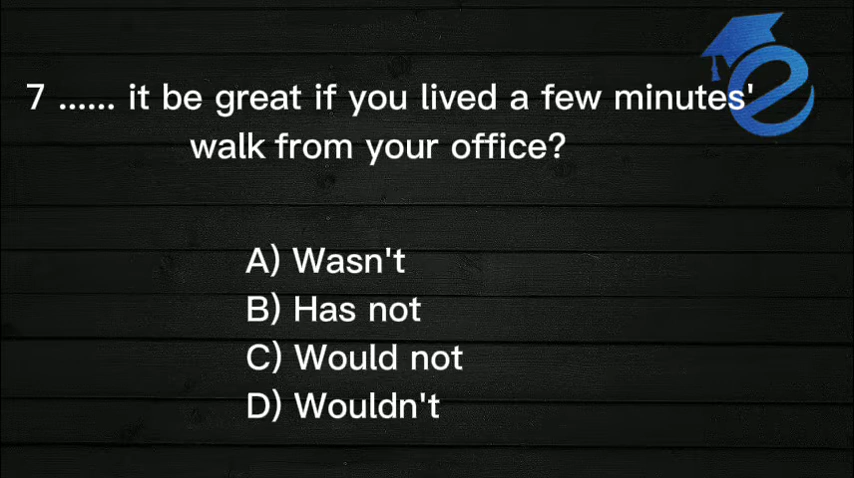 7 ...... it be great if you lived a few minutes'
walk from your office?
A) Wasn't
B) Has not
C) Would not
D) Wouldn't